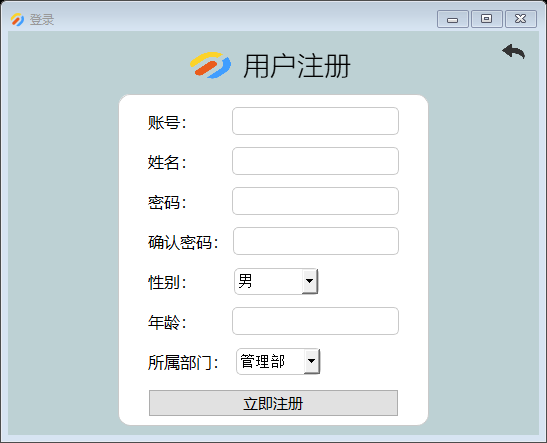 登录
用户注册
账号：
姓名：
密码：
确认密码：
性别： 男
年龄：
所属部门： 管理部
立即注册